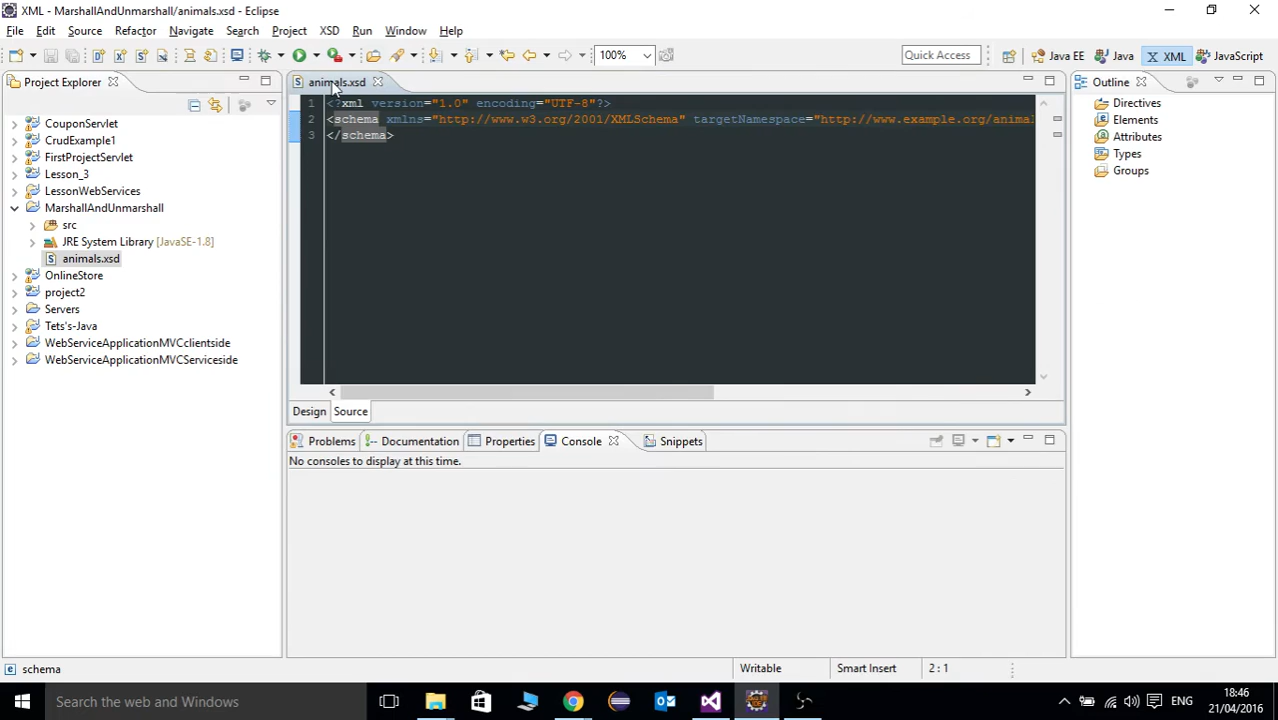 XML - MarshallAndUnmarshall/animals.xsd - Eclipse
File Edit Source Refactor Navigate Search Project XSD Run Window Help
100% Quick Access Java EE Java XML JavaScript
Project Explorer
CouponServlet
CrudExample1
FirstProjectServlet
Lesson_3
LessonWebServices
MarshallAndUnmarshall
src
JRE System Library [JavaSE-1.8]
animals.xsd
OnlineStore
project2
Servers
Tets's-Java
WebServiceApplicationMVCclientside
WebServiceApplicationMVCServiceside
animals.xsd
1 <?xml version="1.0" encoding="UTF-8"?>
2 <schema xmlns="http://www.w3.org/2001/XMLSchema" targetNamespace="http://www.example.org/animal
3 </schema>
Design Source
Problems Documentation Properties Console Snippets
No consoles to display at this time.
Outline
Directives
Elements
Attributes
Types
Groups
schema Writable Smart Insert 2 : 1
Search the web and Windows
ENG
18:46
21/04/2016